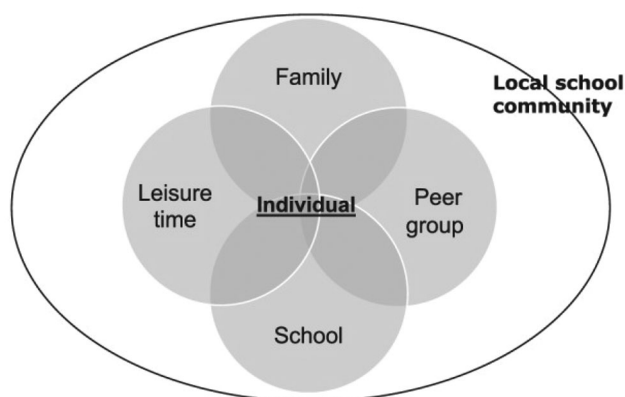 Family
Local school
community
Leisure
time
Individual
Peer
group
School